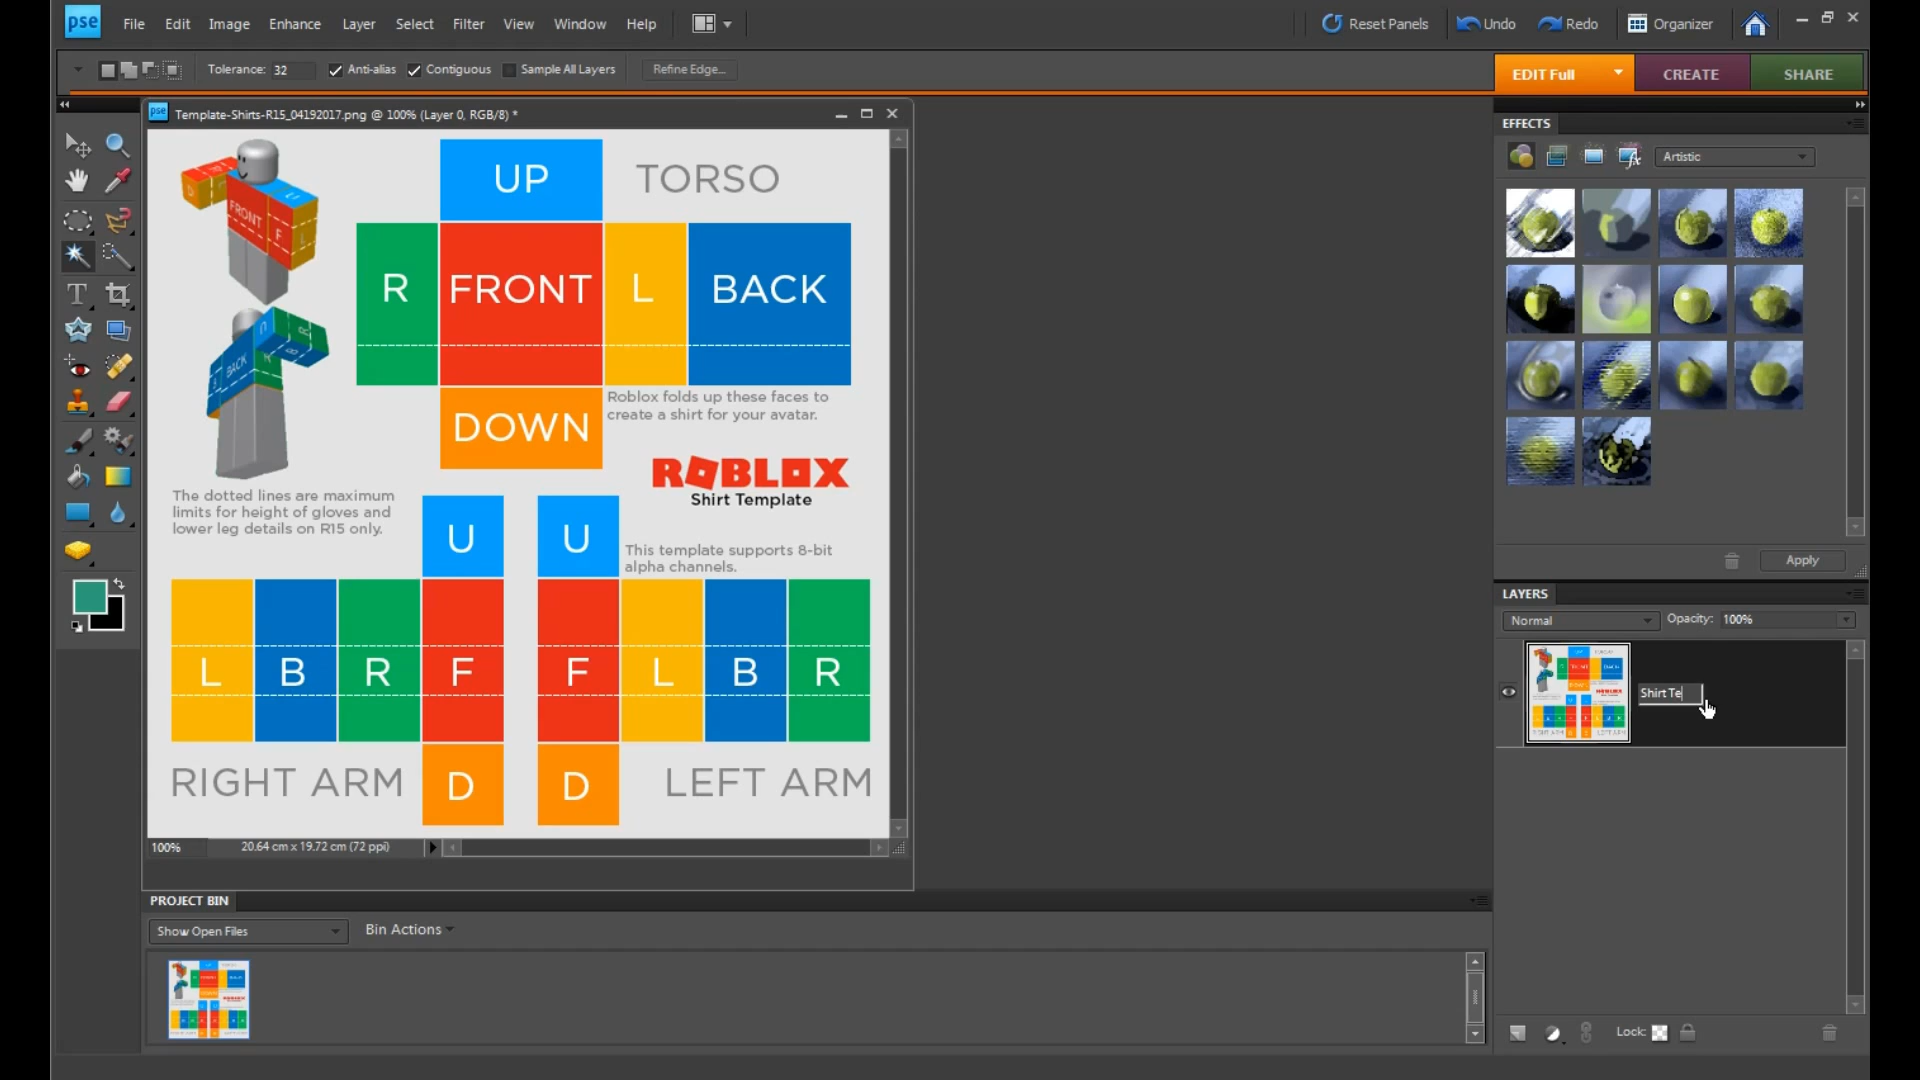 pse File Edit Image Enhance Layer Select Filter View Window Help Reset Panels Undo Redo Organizer
Tolerance: 32 Anti-alias Contiguous Sample All Layers Refine Edge... EDIT Full CREATE SHARE
pse Template-Shirts-R15_04192017.png @ 100% (Layer 0, RGB/8) *
EFFECTS
Artistic
UP TORSO
FRONT F L
R FRONT L BACK
BACK R B
DOWN
Roblox folds up these faces to
create a shirt for your avatar.
ROBLOX
Shirt Template
The dotted lines are maximum
limits for height of gloves and
lower leg details on R15 only.
U U
This template supports 8-bit
alpha channels.
L B R F F L B R
RIGHT ARM D D LEFT ARM
100% 20.64 cm x 19.72 cm (72 ppi)
Apply
LAYERS
Normal Opacity: 100%
Shirt Te
PROJECT BIN
Show Open Files Bin Actions
Lock: